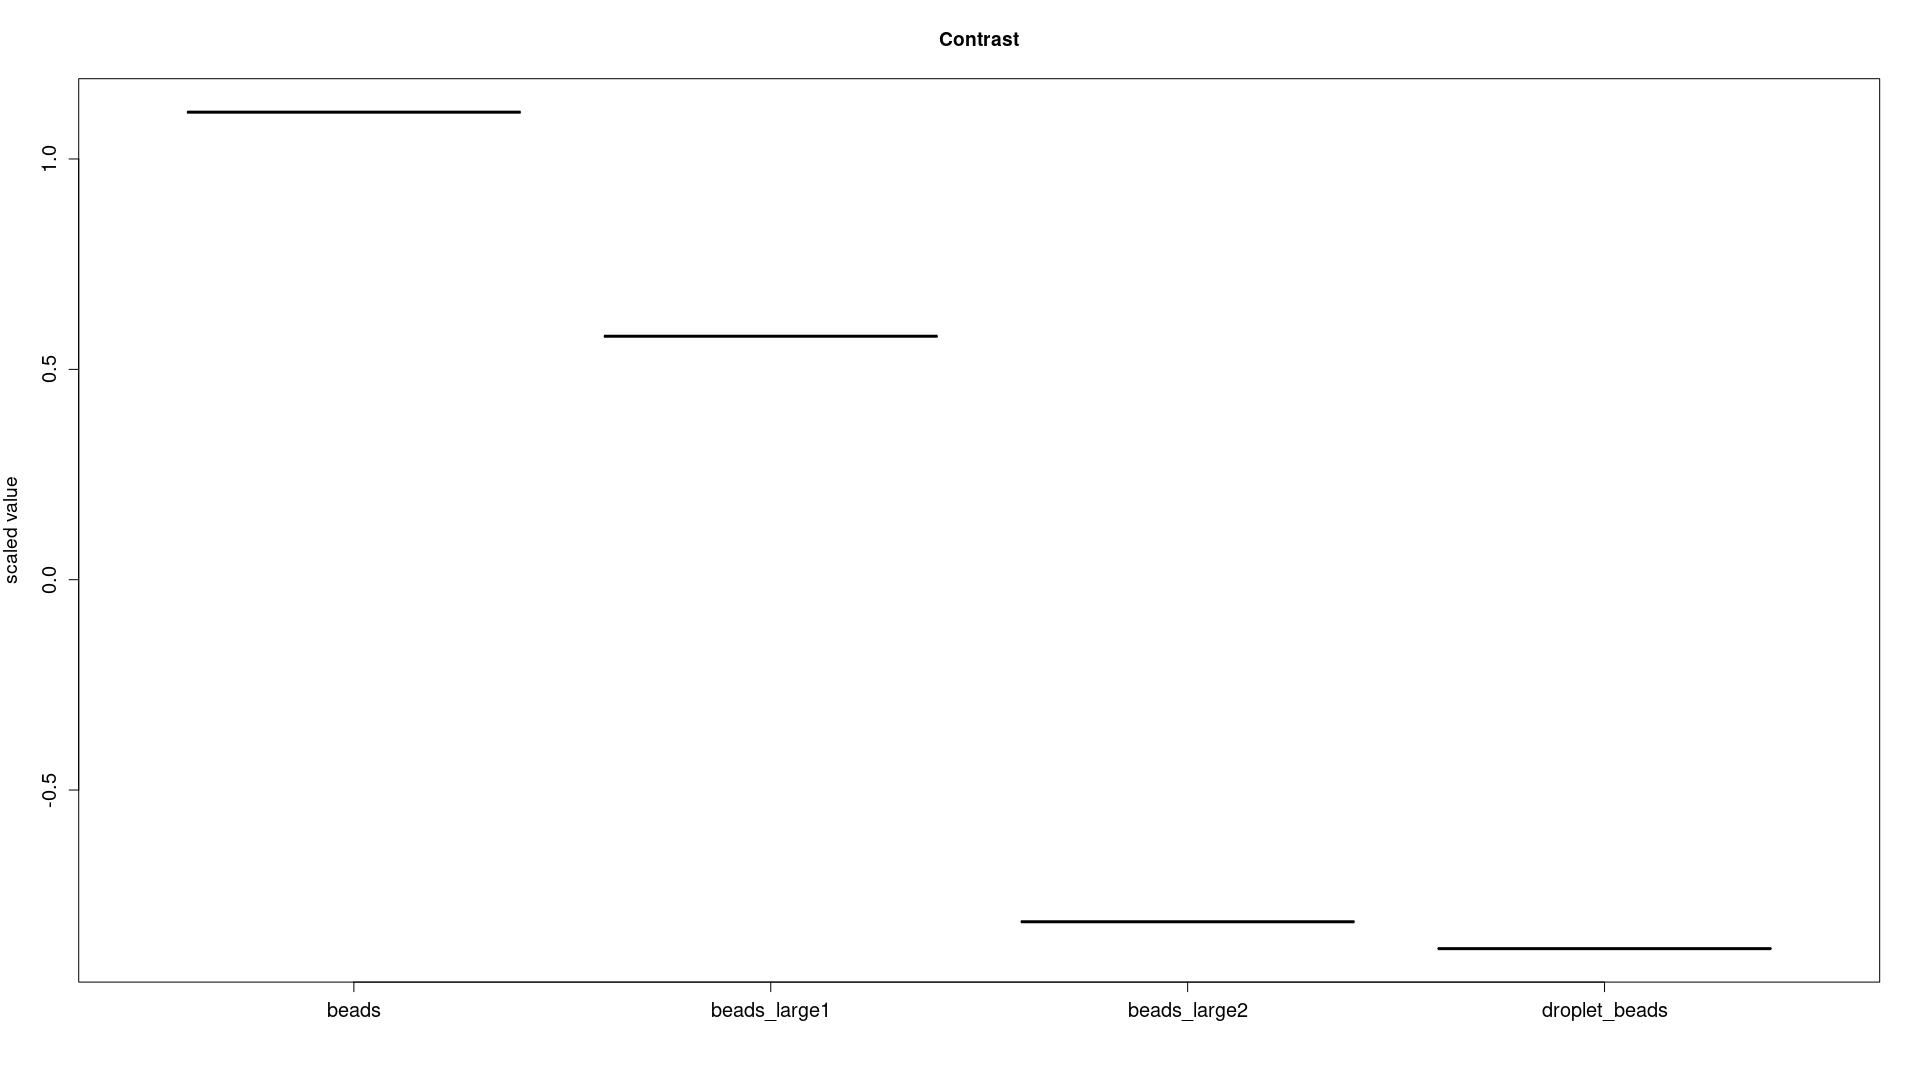 Contrast
scaled value
1.0
0.5
0.0
-0.5
beads
beads_large1
beads_large2
droplet_beads